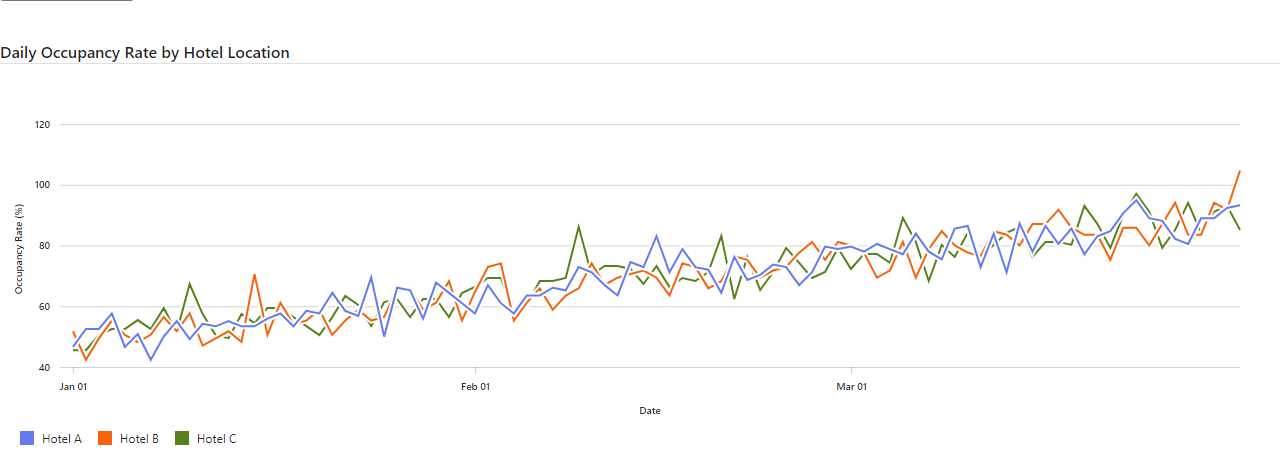 Daily Occupancy Rate by Hotel Location
120
100
80
60
40
Occupancy Rate (%)
Jan 01 Feb 01 Mar 01
Date
Hotel A Hotel B Hotel C